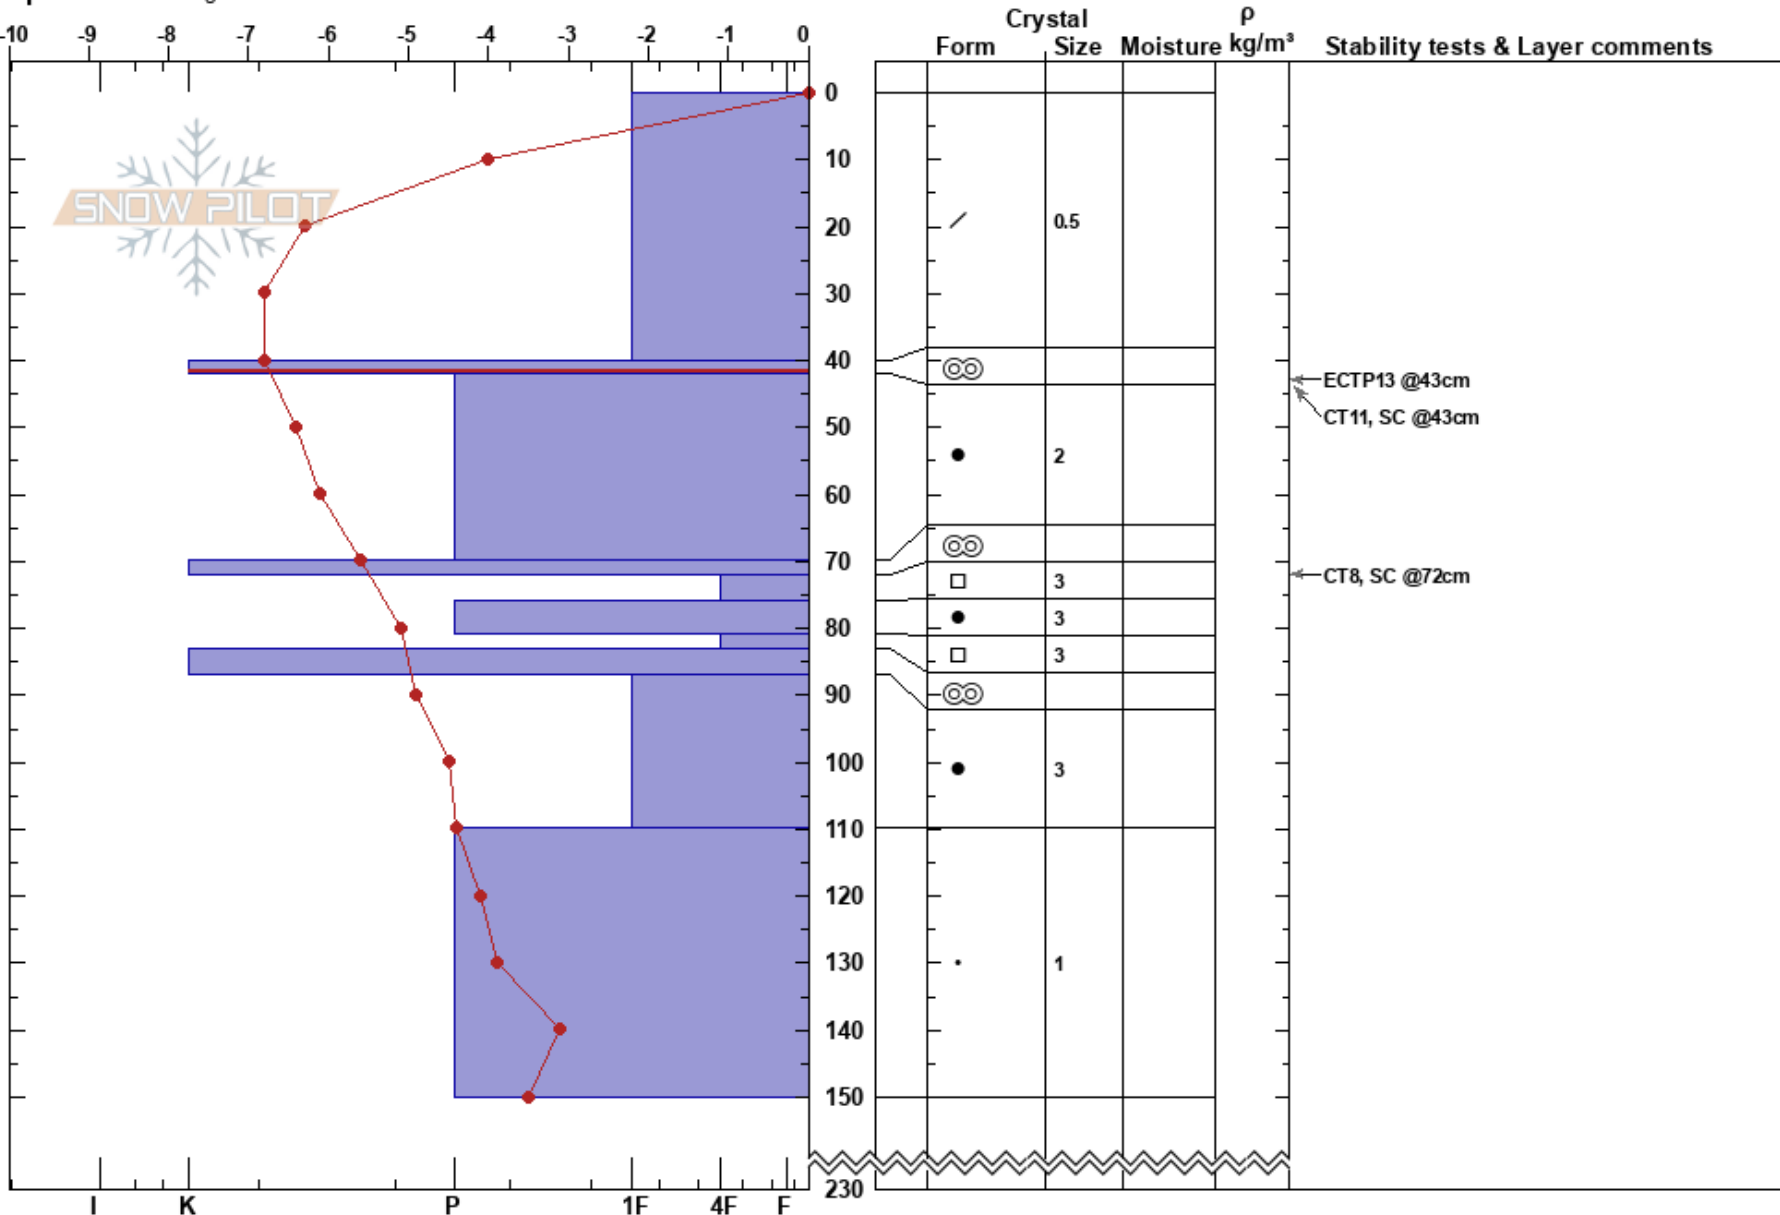 Crystal ρ
-10 -9 -8 -7 -6 -5 -4 -3 -2 -1 0 Form Size Moisture kg/m³ Stability tests & Layer comments
0
10
SNOW PILOT
20 0.5
30
40
ECTP13 @43cm
CT11, SC @43cm
50
2
60
70
3 CT8, SC @72cm
80 3
3
90
100
3
110
120
130 1
140
150
230
I K P 1F 4F F